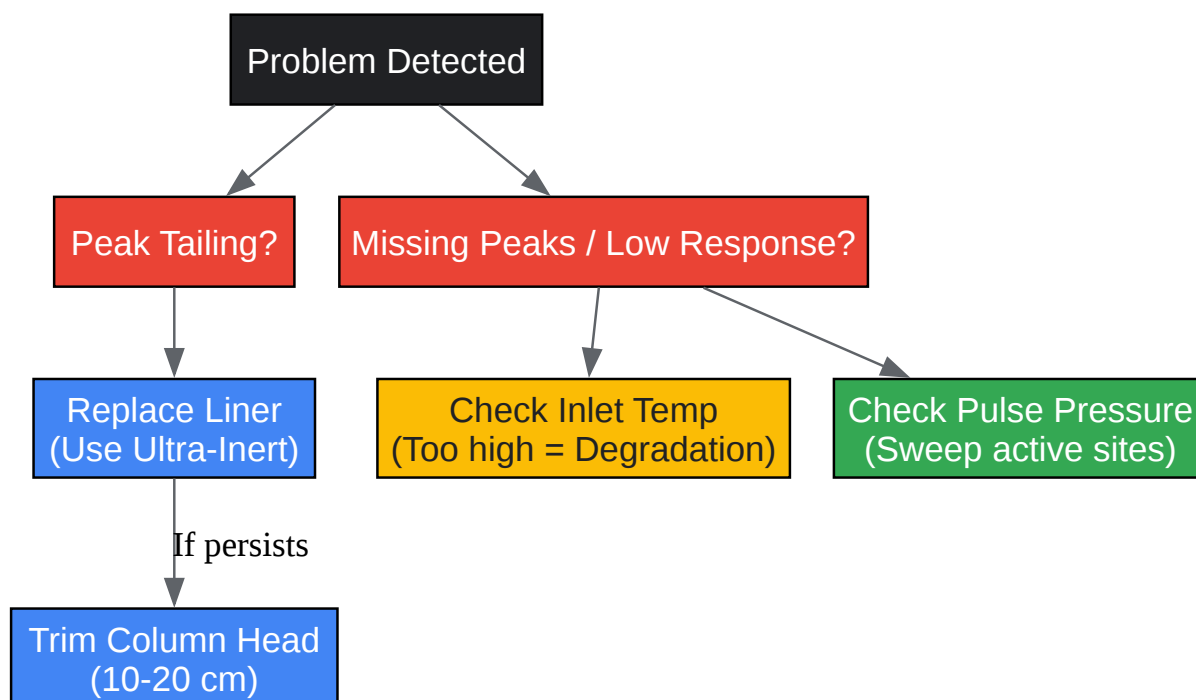 Problem Detected
Peak Tailing?
Missing Peaks / Low Response?
Replace Liner
(Use Ultra-Inert)
Check Inlet Temp
(Too high = Degradation)
Check Pulse Pressure
(Sweep active sites)
If persists
Trim Column Head
(10-20 cm)